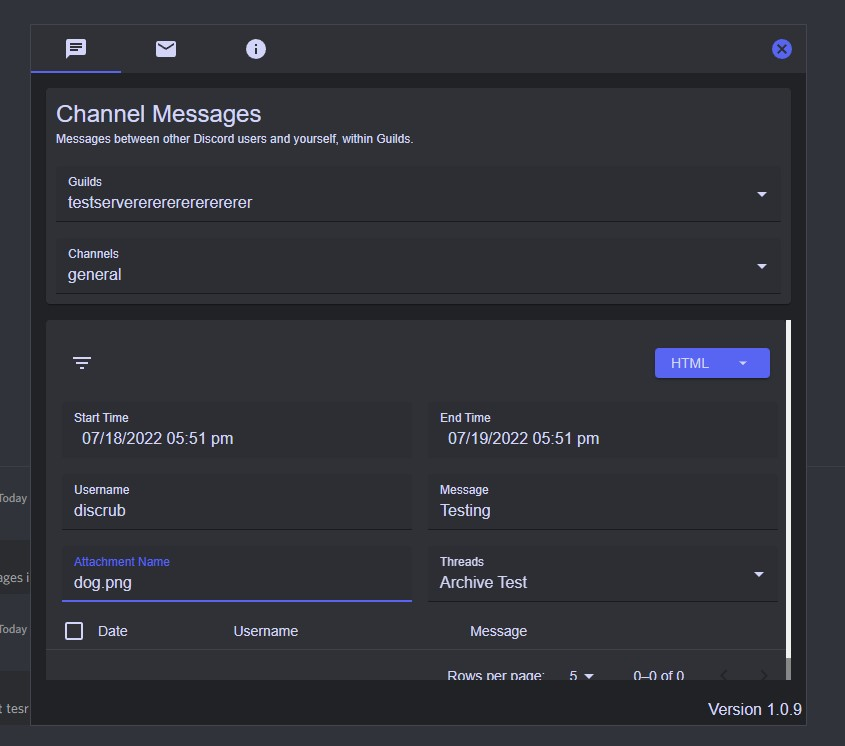 Channel Messages
Messages between other Discord users and yourself, within Guilds.
Guilds
testservererererererererer
Channels
general
HTML
Start Time
07/18/2022 05:51 pm
End Time
07/19/2022 05:51 pm
Username
discrub
Message
Testing
Attachment Name
dog.png
Threads
Archive Test
Date Username Message
Rows per page: 5 0–0 of 0
Version 1.0.9
Today
ages i
Today
t tesr